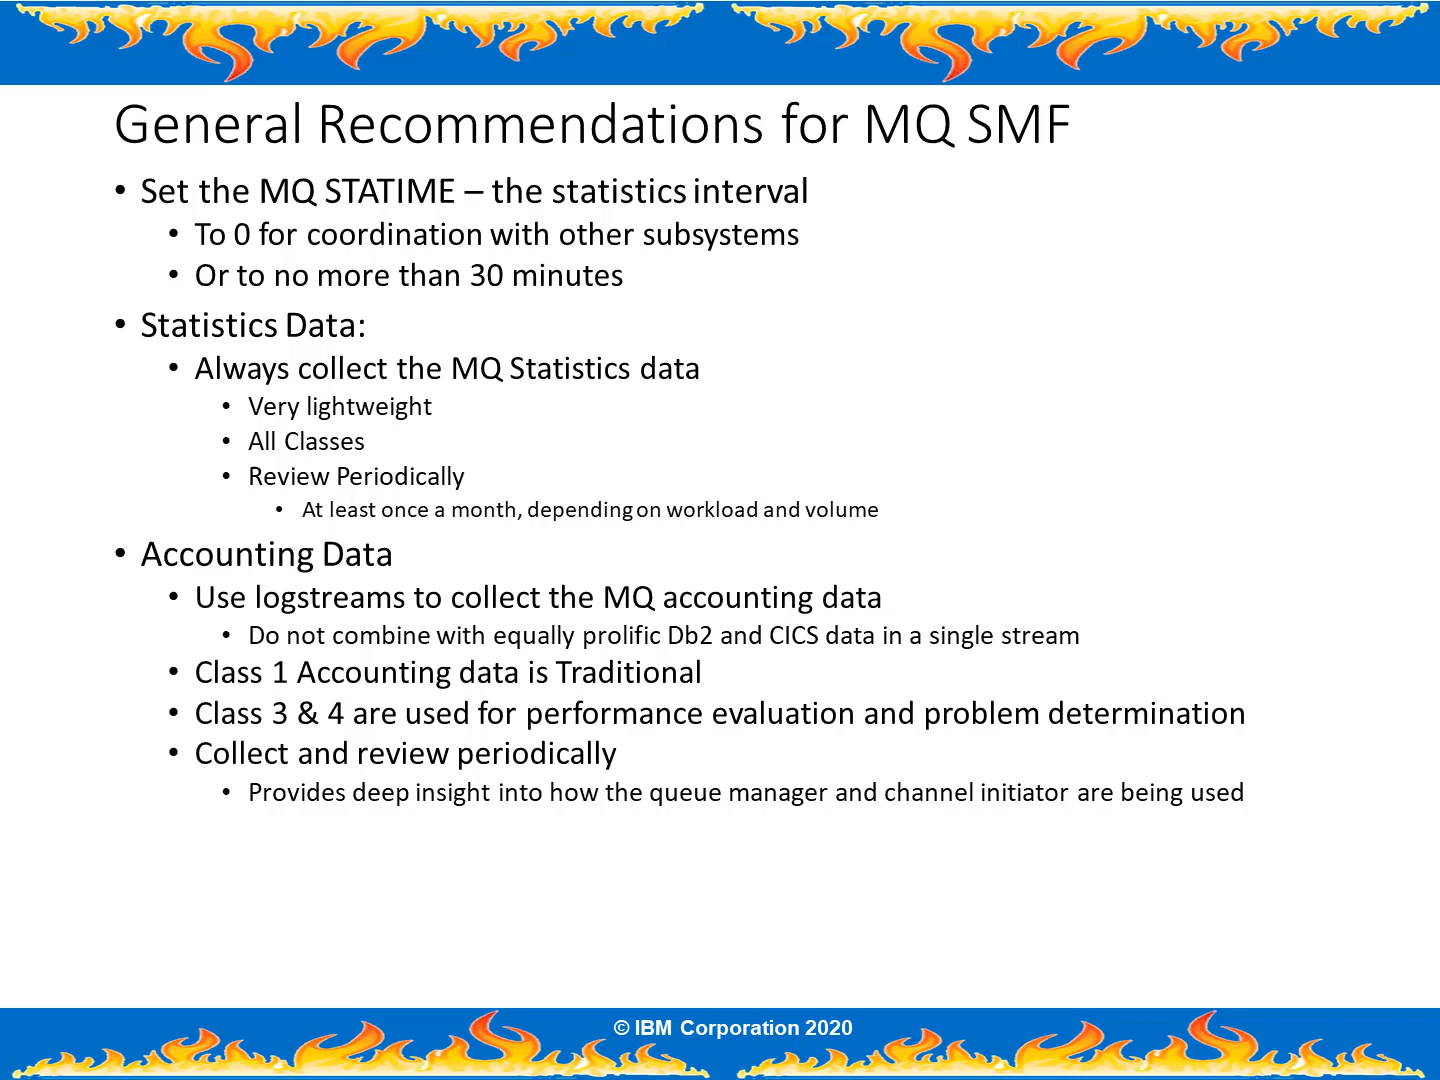 General Recommendations for MQ SMF
• Set the MQ STATIME – the statistics interval
• To 0 for coordination with other subsystems
• Or to no more than 30 minutes
• Statistics Data:
• Always collect the MQ Statistics data
• Very lightweight
• All Classes
• Review Periodically
• At least once a month, depending on workload and volume
• Accounting Data
• Use logstreams to collect the MQ accounting data
• Do not combine with equally prolific Db2 and CICS data in a single stream
• Class 1 Accounting data is Traditional
• Class 3 & 4 are used for performance evaluation and problem determination
• Collect and review periodically
• Provides deep insight into how the queue manager and channel initiator are being used
© IBM Corporation 2020